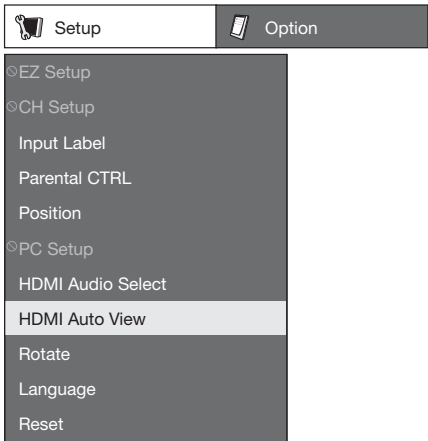 Setup
Option
EZ Setup
CH Setup
Input Label
Parental CTRL
Position
PC Setup
HDMI Audio Select
HDMI Auto View
Rotate
Language
Reset